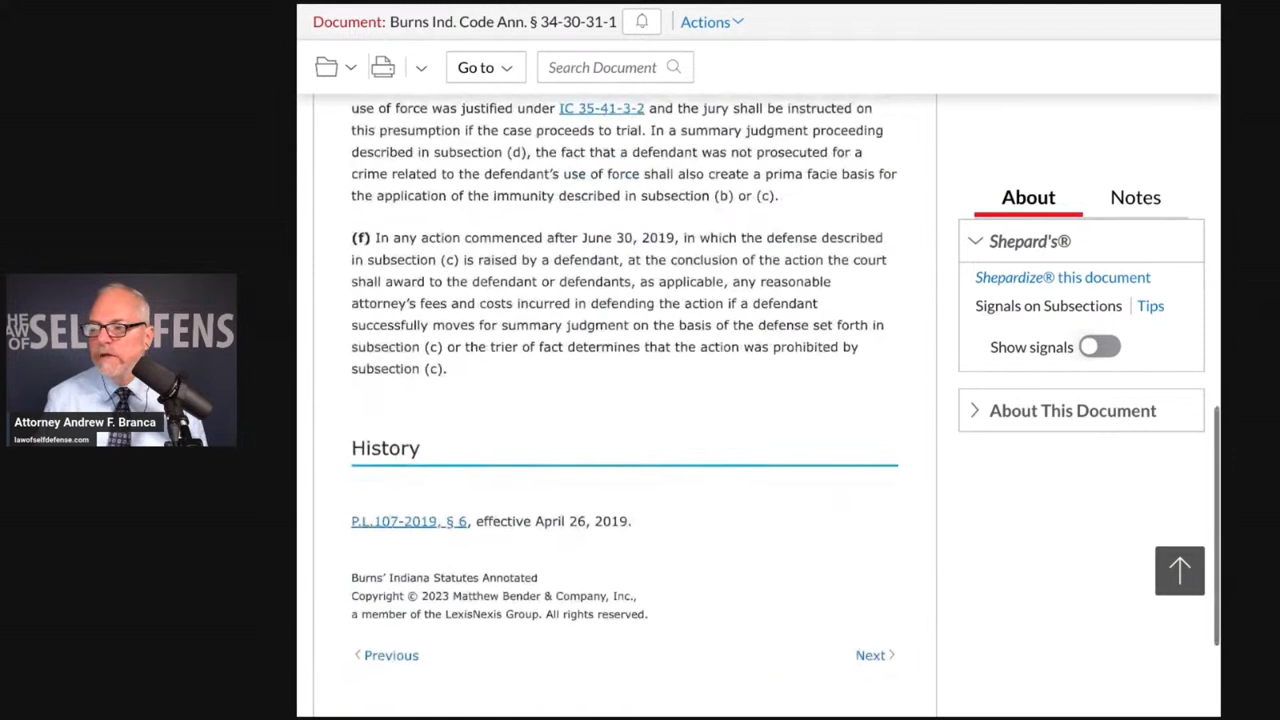 Document: Burns Ind. Code Ann. § 34-30-31-1
Actions
Go to
Search Document
use of force was justified under IC 35-41-3-2 and the jury shall be instructed on
this presumption if the case proceeds to trial. In a summary judgment proceeding
described in subsection (d), the fact that a defendant was not prosecuted for a
crime related to the defendant's use of force shall also create a prima facie basis for
the application of the immunity described in subsection (b) or (c).
(f) In any action commenced after June 30, 2019, in which the defense described
in subsection (c) is raised by a defendant, at the conclusion of the action the court
shall award to the defendant or defendants, as applicable, any reasonable
attorney's fees and costs incurred in defending the action if a defendant
successfully moves for summary judgment on the basis of the defense set forth in
subsection (c) or the trier of fact determines that the action was prohibited by
subsection (c).
History
P.L.107-2019, § 6, effective April 26, 2019.
Burns' Indiana Statutes Annotated
Copyright © 2023 Matthew Bender & Company, Inc.,
a member of the LexisNexis Group. All rights reserved.
Previous
Next
About
Notes
Shepard's®
Shepardize® this document
Signals on Subsections
Tips
Show signals
About This Document
OF SEL FENS
Attorney Andrew F. Branca
lawofselfdefense.com